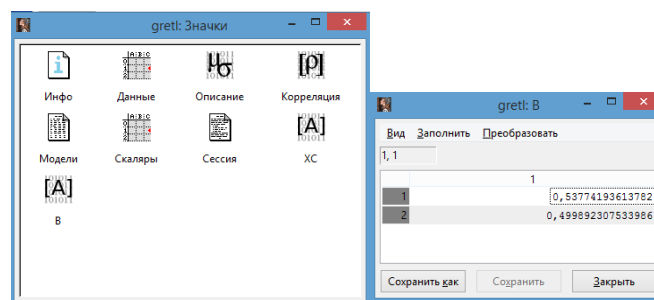 gretl: Значки
Инфо Данные Описание Корреляция
Модели Скаляры Сессия XC
B
gretl: B
Вид Заполнить Преобразовать
1, 1
1
1 0,53774193613782
2 0,499892307533986
Сохранить как Сохранить Закрыть